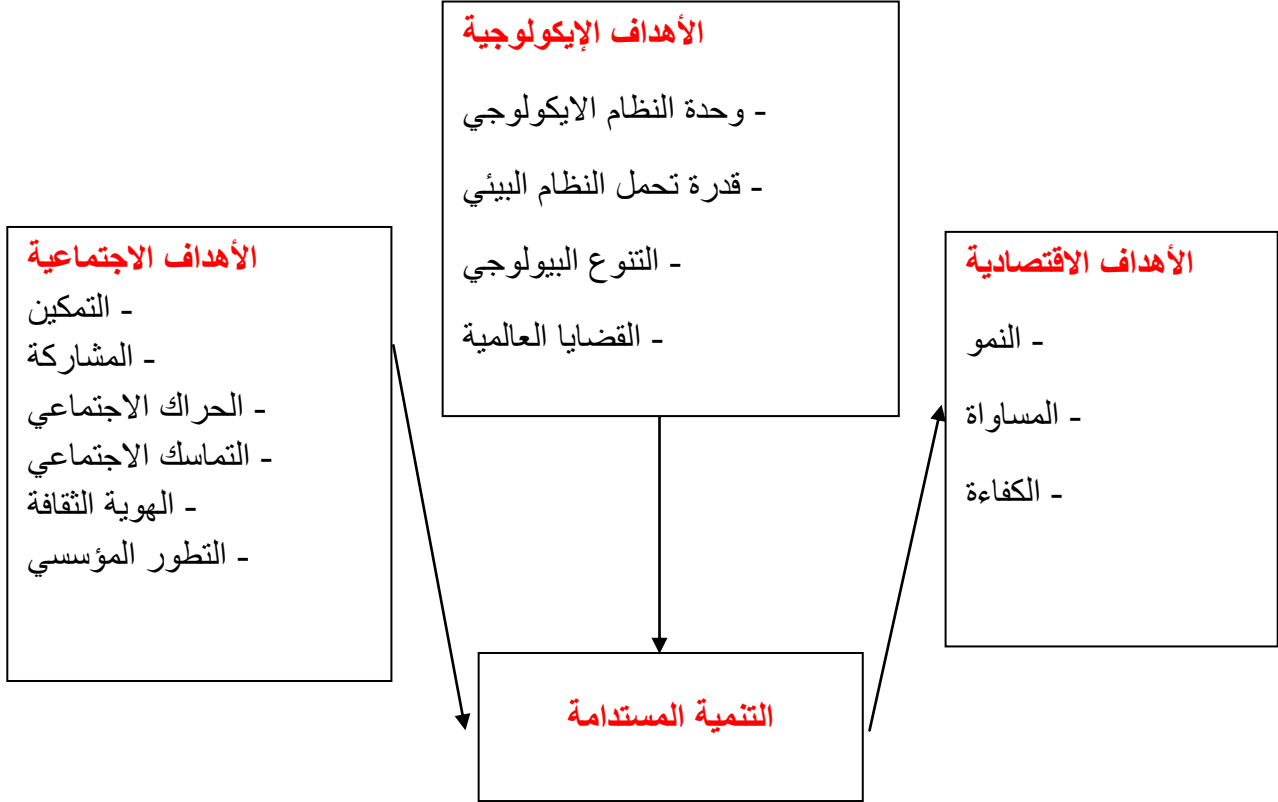 الأهداف الإيكولوجية
- وحدة النظام الايكولوجي
- قدرة تحمل النظام البيئي
- التنوع البيولوجي
- القضايا العالمية
الأهداف الاقتصادية
- النمو
- المساواة
- الكفاءة
الأهداف الاجتماعية
- التمكين
- المشاركة
- الحراك الاجتماعي
- التماسك الاجتماعي
- الهوية الثقافة
- التطور المؤسسي
التنمية المستدامة